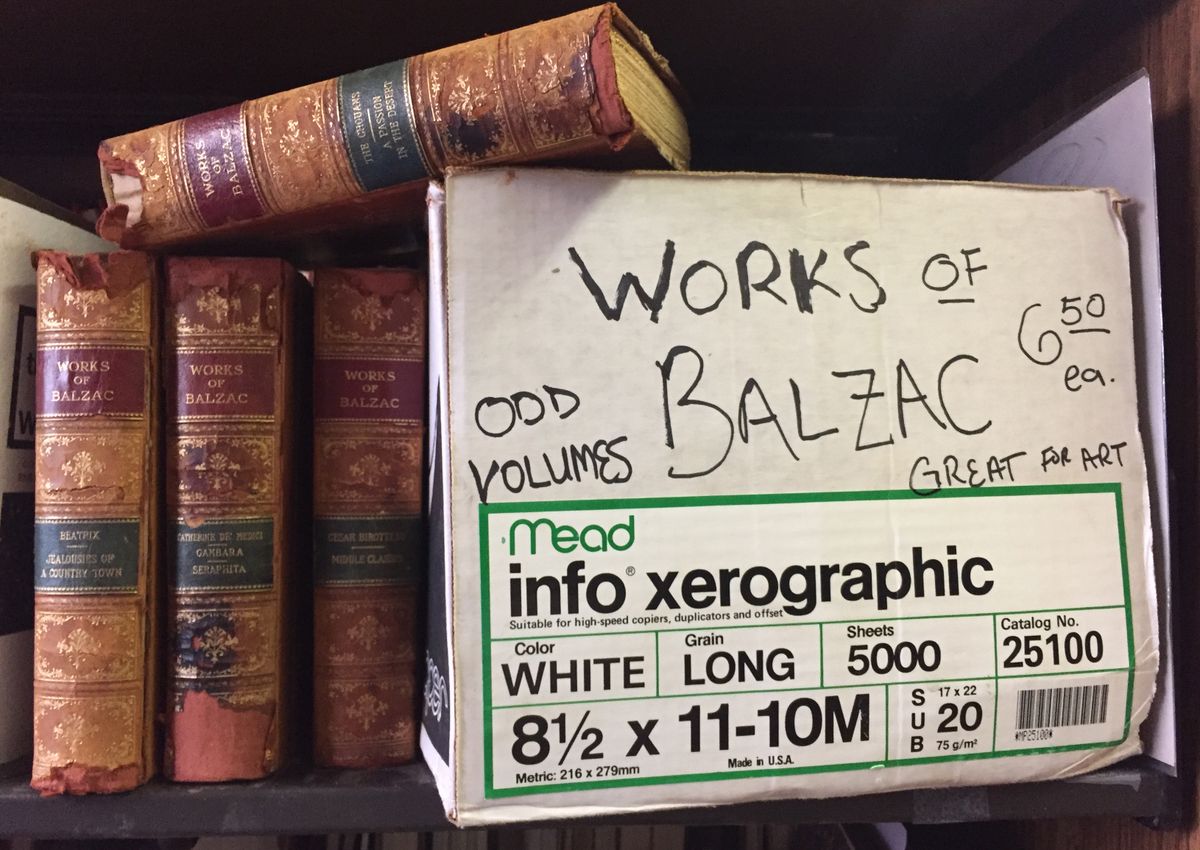 WORKS
OF
BALZAC
THE CHOUANS
A PASSION
IN THE DESERT
WORKS
OF
BALZAC
BEATRIX
JEALOUSIES OF
A COUNTRY TOWN
WORKS
OF
BALZAC
CATHERINE DE' MEDICI
GAMBARA
SERAPHITA
WORKS
OF
BALZAC
CESAR BIROTTEAU
MIDDLE CLASSES
WORKS OF
BALZAC
6 50
ea.
ODD
VOLUMES
GREAT FOR ART
Mead
info® xerographic
Suitable for high-speed copiers, duplicators and offset
Color
WHITE
Grain
LONG
Sheets
5000
Catalog No.
25100
8½ x 11-10M
Metric: 216 x 279mm
Made in U.S.A.
SUB
17 x 22
20
75 g/m²
*MP25100*